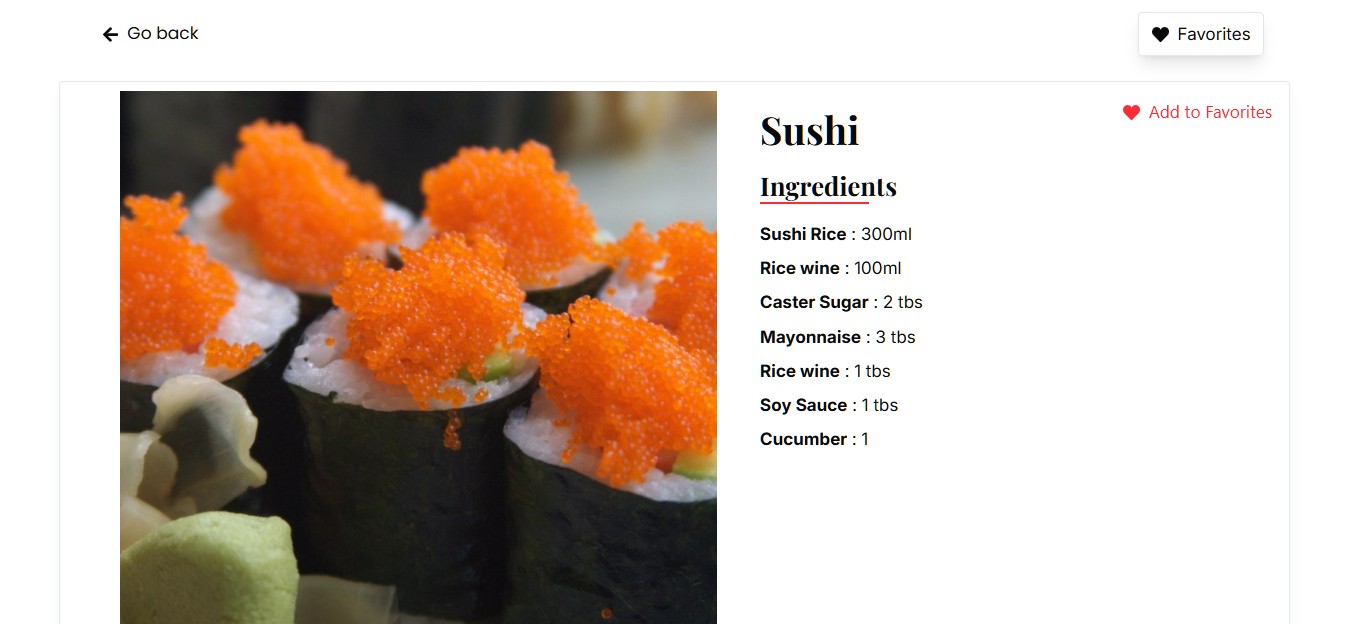 Go back
Favorites
Add to Favorites
Sushi
Ingredients
Sushi Rice : 300ml
Rice wine : 100ml
Caster Sugar : 2 tbs
Mayonnaise : 3 tbs
Rice wine : 1 tbs
Soy Sauce : 1 tbs
Cucumber : 1